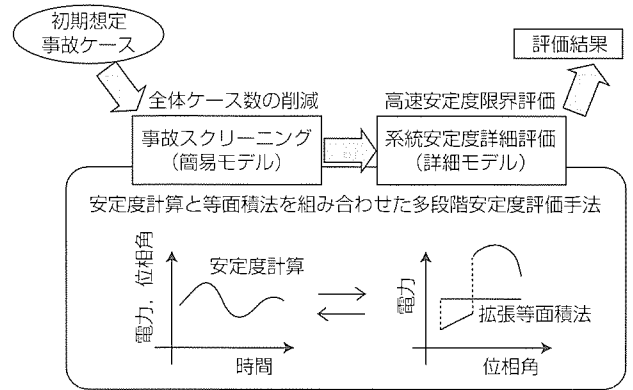 初期想定
事故ケース
評価結果
全体ケース数の削減
高速安定度限界評価
事故スクリーニング
（簡易モデル）
系統安定度詳細評価
（詳細モデル）
安定度計算と等面積法を組み合わせた多段階安定度評価手法
電力，位相角
安定度計算
時間
電力
拡張等面積法
位相角